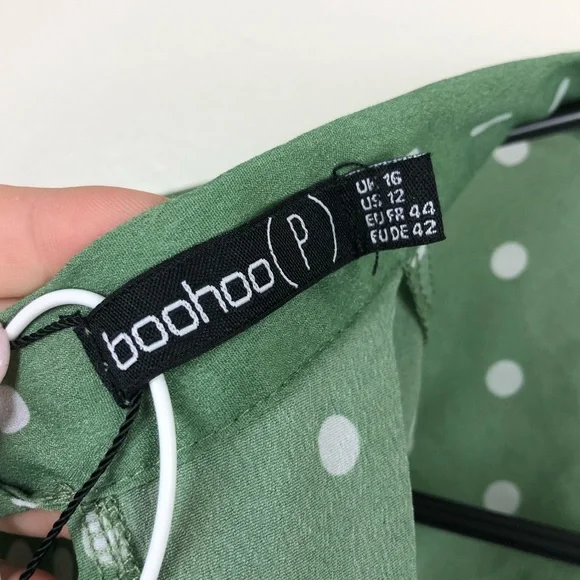 boohoo (P)
UK 16
US 12
EU FR 44
EU DE 42